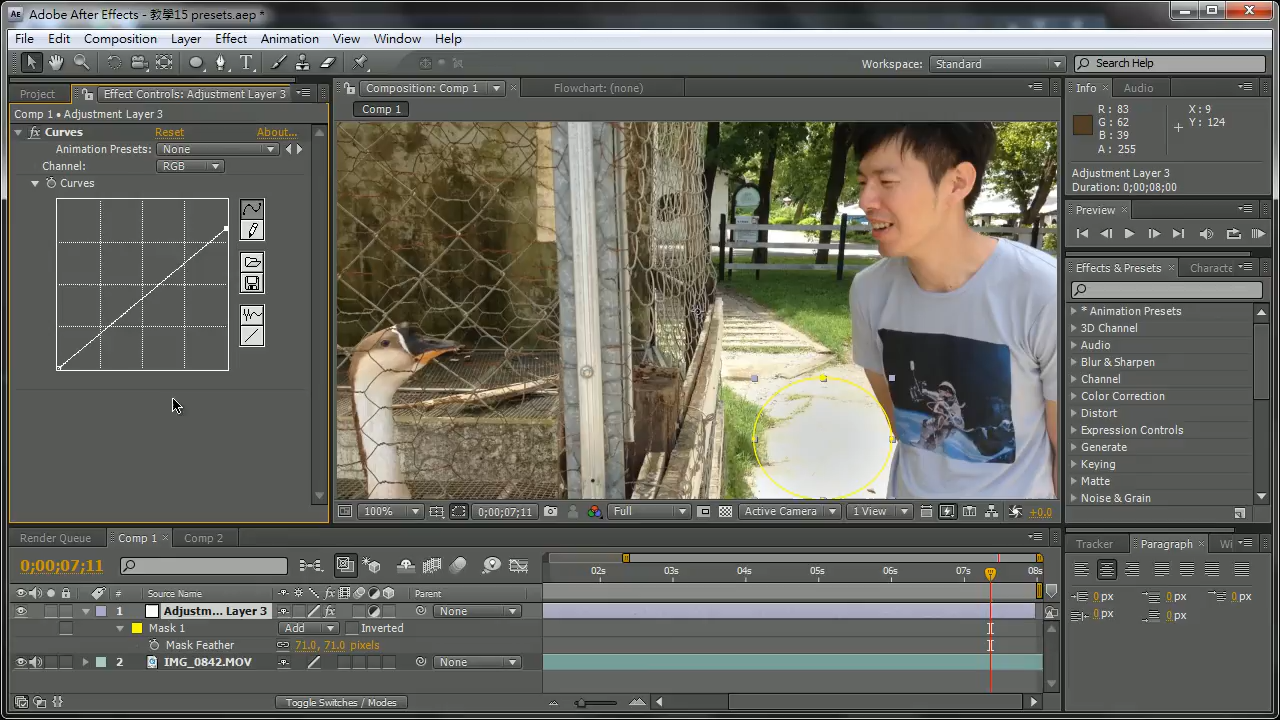 Adobe After Effects - 教學15 presets.aep *
File Edit Composition Layer Effect Animation View Window Help
Workspace: Standard Search Help
Project Effect Controls: Adjustment Layer 3
Comp 1 • Adjustment Layer 3
Curves Reset About...
Animation Presets: None
Channel: RGB
Curves
Composition: Comp 1 Flowchart: (none)
Comp 1
100% 0;00;07;11 Full Active Camera 1 View +0.0
Info Audio
R: 83 X: 9
G: 62 Y: 124
B: 39
A: 255
Adjustment Layer 3
Duration: 0;00;08;00
Preview
Effects & Presets Characte
* Animation Presets
3D Channel
Audio
Blur & Sharpen
Channel
Color Correction
Distort
Expression Controls
Generate
Keying
Matte
Noise & Grain
Render Queue Comp 1 Comp 2
0;00;07;11
02s 03s 04s 05s 06s 07s 08s
# Source Name Parent
1 Adjustm... Layer 3 None
Mask 1 Add Inverted
Mask Feather 71.0, 71.0 pixels
2 IMG_0842.MOV None
Toggle Switches / Modes
Tracker Paragraph Wi
0 px 0 px 0 px
0 px 0 px